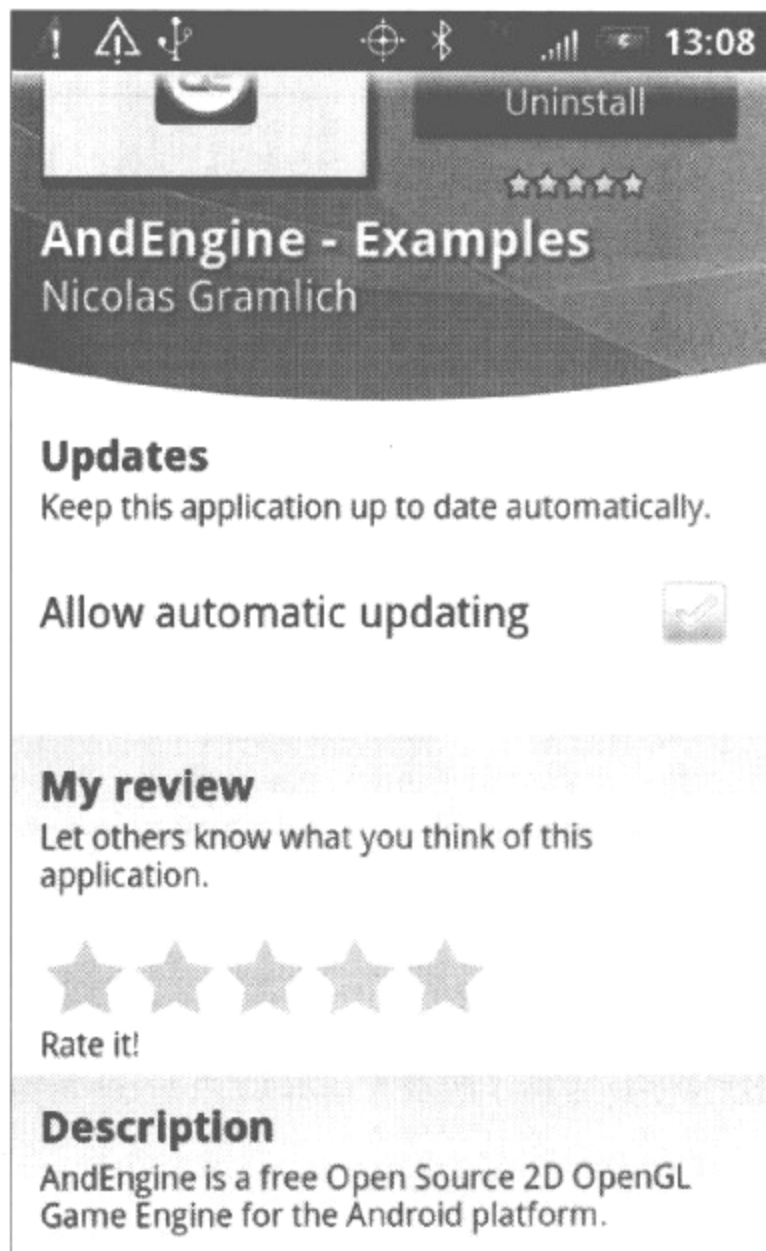 13:08
Uninstall
AndEngine - Examples
Nicolas Gramlich
Updates
Keep this application up to date automatically.
Allow automatic updating
My review
Let others know what you think of this
application.
Rate it!
Description
AndEngine is a free Open Source 2D OpenGL
Game Engine for the Android platform.